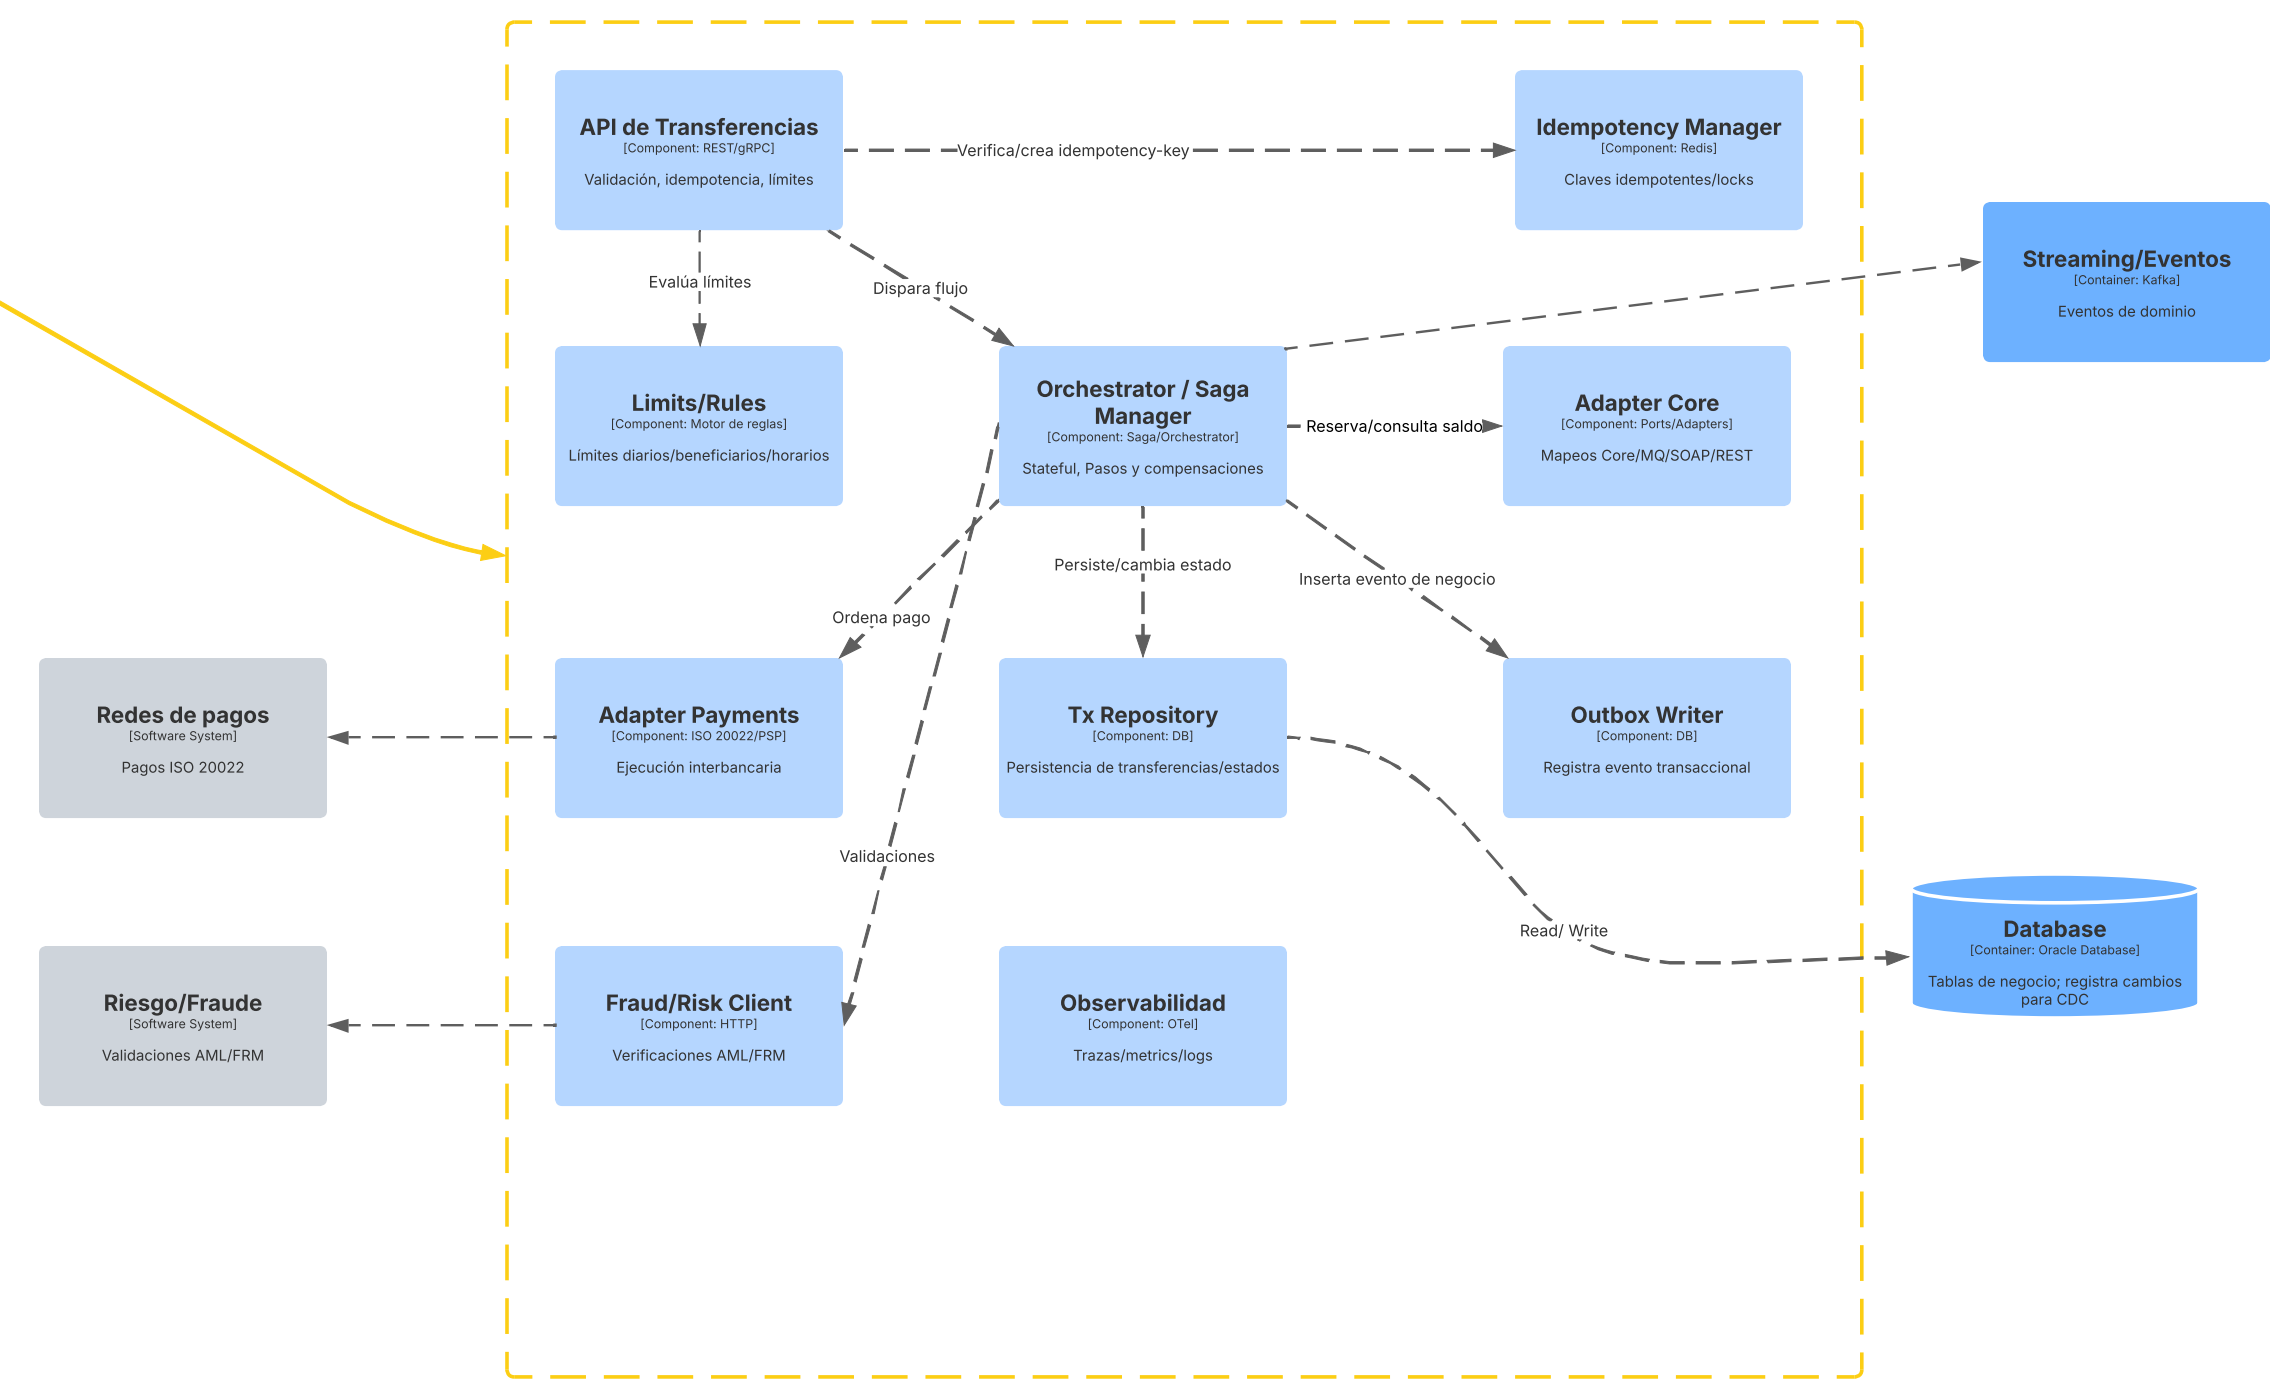 API de Transferencias
[Component: REST/gRPC]
Validación, idempotencia, límites
Verifica/crea idempotency-key
Idempotency Manager
[Component: Redis]
Claves idempotentes/locks
Streaming/Eventos
[Container: Kafka]
Eventos de dominio
Evalúa límites
Dispara flujo
Limits/Rules
[Component: Motor de reglas]
Límites diarios/beneficiarios/horarios
Orchestrator / Saga
Manager
[Component: Saga/Orchestrator]
Stateful, Pasos y compensaciones
Reserva/consulta saldo
Adapter Core
[Component: Ports/Adapters]
Mapeos Core/MQ/SOAP/REST
Ordena pago
Persiste/cambia estado
Inserta evento de negocio
Redes de pagos
[Software System]
Pagos ISO 20022
Adapter Payments
[Component: ISO 20022/PSP]
Ejecución interbancaria
Tx Repository
[Component: DB]
Persistencia de transferencias/estados
Outbox Writer
[Component: DB]
Registra evento transaccional
Validaciones
Read/ Write
Database
[Container: Oracle Database]
Tablas de negocio; registra cambios
para CDC
Riesgo/Fraude
[Software System]
Validaciones AML/FRM
Fraud/Risk Client
[Component: HTTP]
Verificaciones AML/FRM
Observabilidad
[Component: OTel]
Trazas/metrics/logs